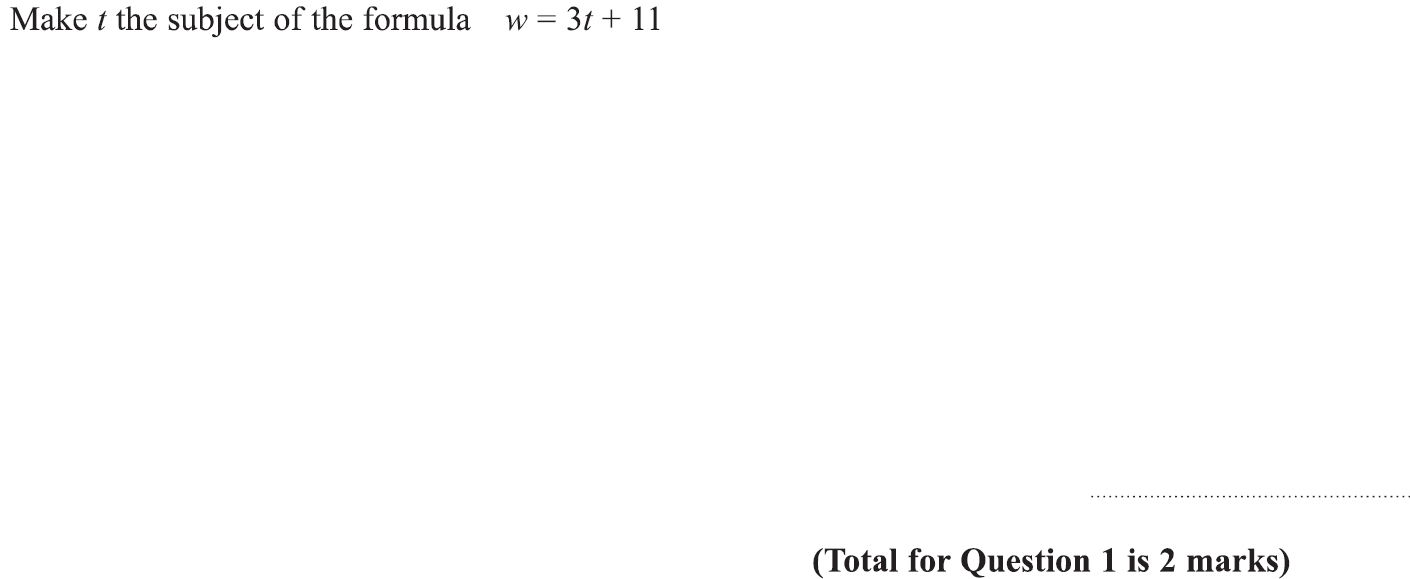 Make t the subject of the formula w = 3t + 11
(Total for Question 1 is 2 marks)